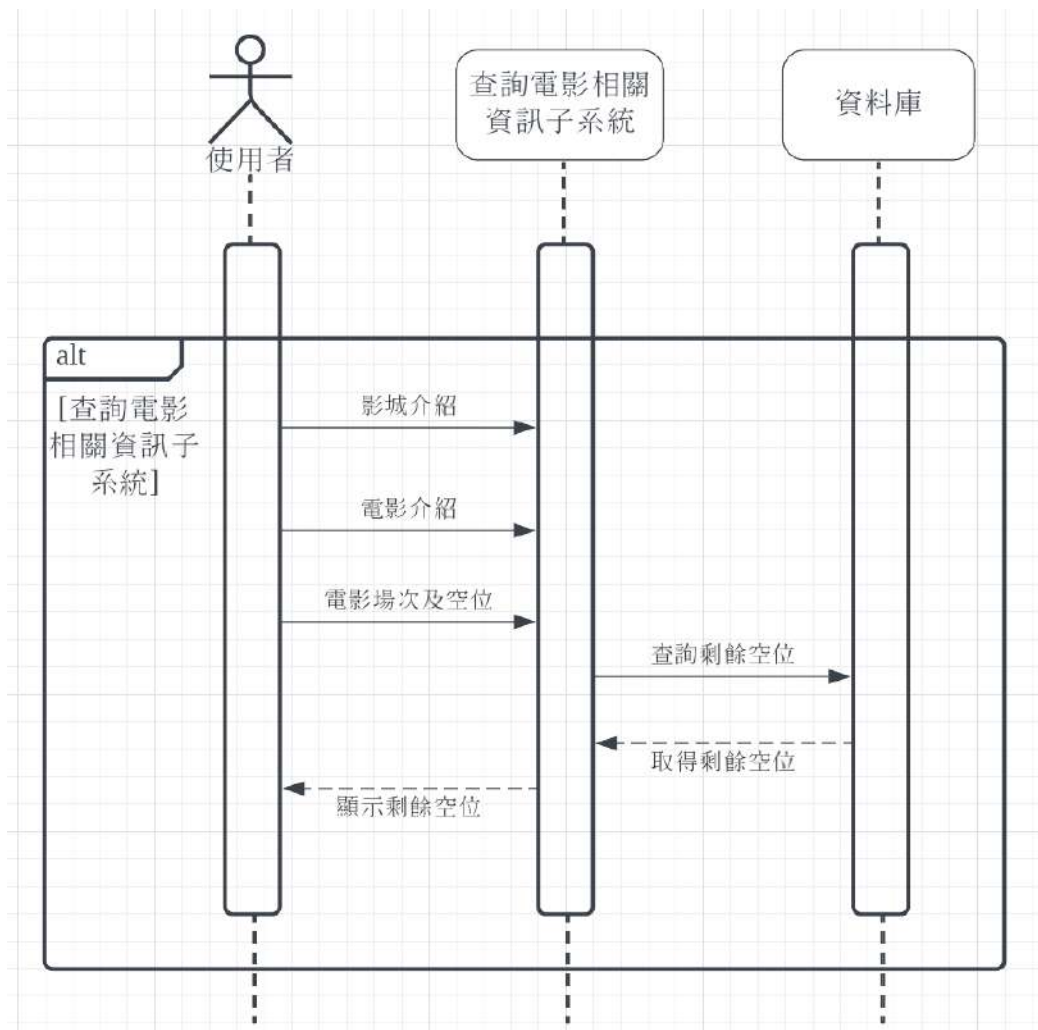 使用者
查詢電影相關
資訊子系統
資料庫
alt
[查詢電影
相關資訊子
系統]
影城介紹
電影介紹
電影場次及空位
查詢剩餘空位
取得剩餘空位
顯示剩餘空位